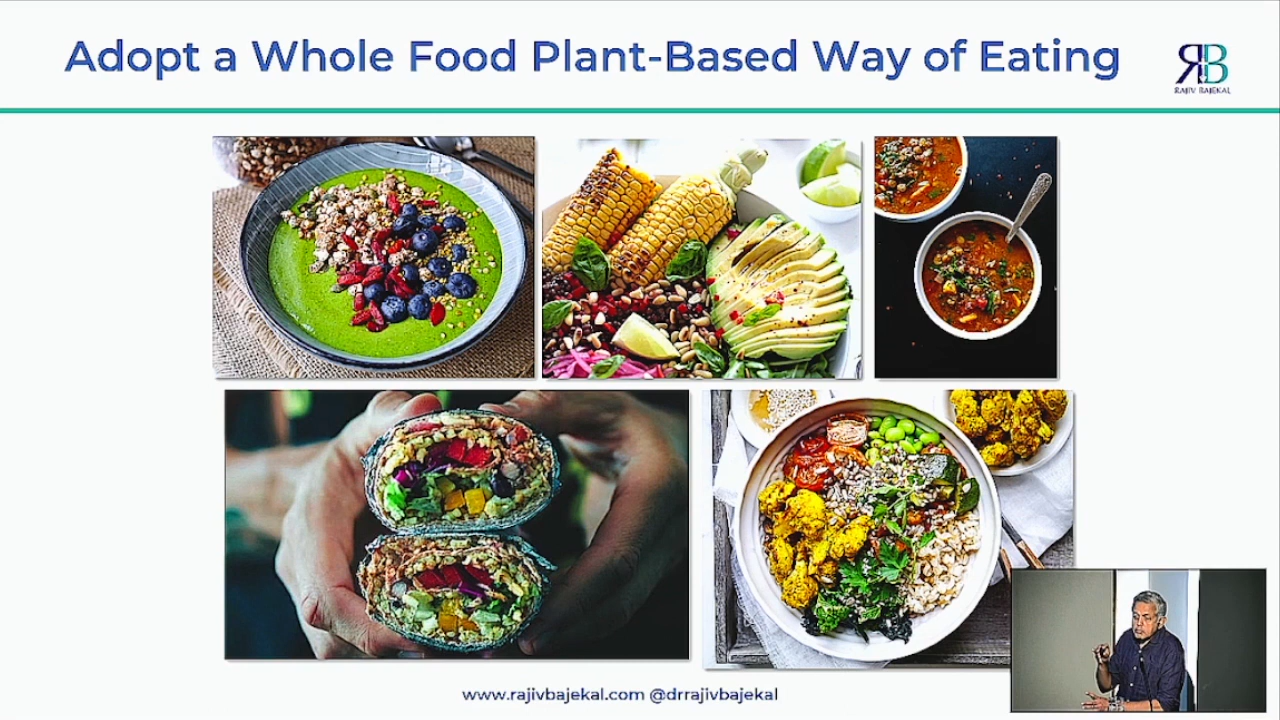 Adopt a Whole Food Plant-Based Way of Eating
RB
RAJIV BAJEKAL
www.rajivbajekal.com @drrajivbajekal